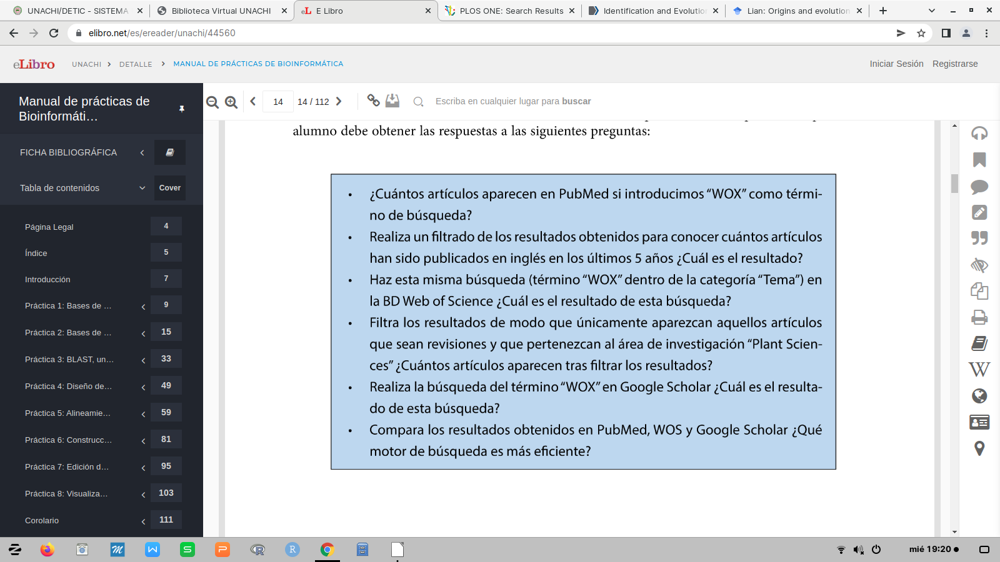 UNACHI/DETIC - SISTEMA
Biblioteca Virtual UNACHI
eL E Libro
PLOS ONE: Search Results
Identification and Evolution
Lian: Origins and evolution
elibro.net/es/ereader/unachi/44560
eLibro
UNACHI
DETALLE
MANUAL DE PRÁCTICAS DE BIOINFORMÁTICA
Iniciar Sesión Registrarse
Manual de prácticas de
Bioinformáti…
14 14 / 112
Escriba en cualquier lugar para buscar
FICHA BIBLIOGRÁFICA
Tabla de contenidos Cover
Página Legal 4
Índice 5
Introducción 7
Práctica 1: Bases de ... 9
Práctica 2: Bases de ... 15
Práctica 3: BLAST, un... 33
Práctica 4: Diseño de... 49
Práctica 5: Alineamie... 59
Práctica 6: Construcc... 81
Práctica 7: Edición d... 95
Práctica 8: Visualiza... 103
Corolario 111
alumno debe obtener las respuestas a las siguientes preguntas:
• ¿Cuántos artículos aparecen en PubMed si introducimos “WOX” como térmi-
no de búsqueda?
• Realiza un filtrado de los resultados obtenidos para conocer cuántos artículos
han sido publicados en inglés en los últimos 5 años ¿Cuál es el resultado?
• Haz esta misma búsqueda (término “WOX” dentro de la categoría “Tema”) en
la BD Web of Science ¿Cuál es el resultado de esta búsqueda?
• Filtra los resultados de modo que únicamente aparezcan aquellos artículos
que sean revisiones y que pertenezcan al área de investigación “Plant Scien-
ces” ¿Cuántos artículos aparecen tras filtrar los resultados?
• Realiza la búsqueda del término “WOX” en Google Scholar ¿Cuál es el resulta-
do de esta búsqueda?
• Compara los resultados obtenidos en PubMed, WOS y Google Scholar ¿Qué
motor de búsqueda es más eficiente?
W
M W S P R R
mié 19:20